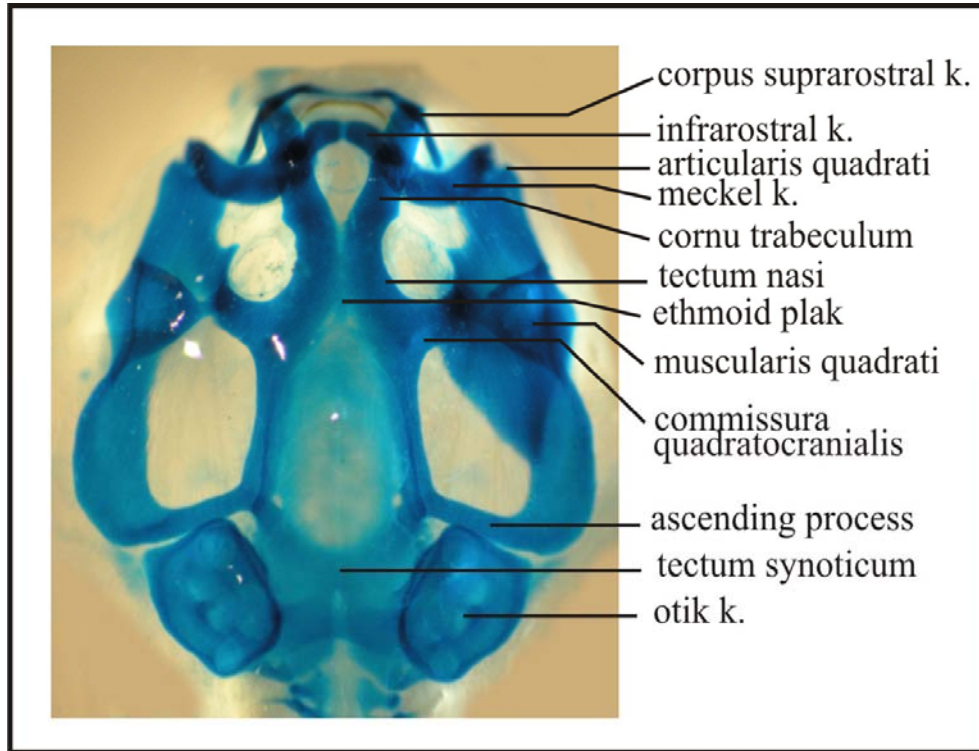 corpus suprarostral k.
infrarostral k.
articularis quadrati
meckel k.
cornu trabeculum
tectum nasi
ethmoid plak
muscularis quadrati
commissura
quadratocranialis
ascending process
tectum synoticum
otik k.